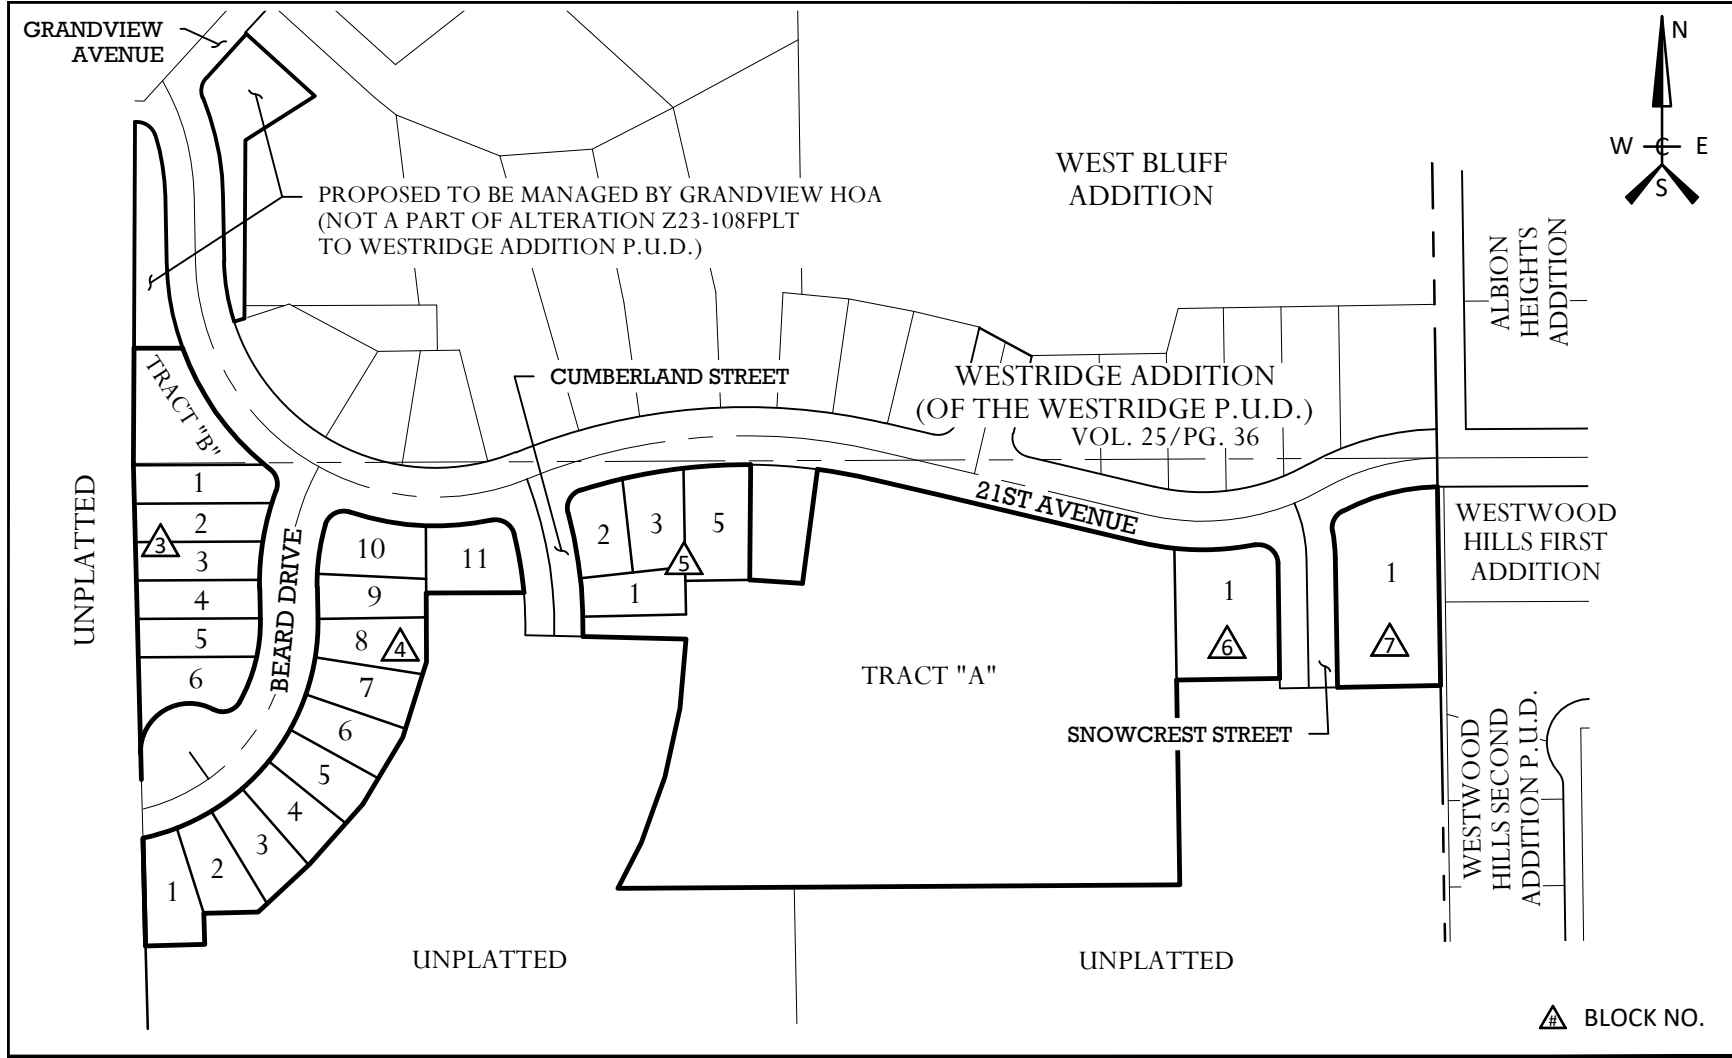 GRANDVIEW
AVENUE
N
W C E
S
WEST BLUFF
ADDITION
PROPOSED TO BE MANAGED BY GRANDVIEW HOA
(NOT A PART OF ALTERATION Z23-108FPLT
TO WESTRIDGE ADDITION P.U.D.)
ALBION
HEIGHTS
ADDITION
TRACT "B"
CUMBERLAND STREET
WESTRIDGE ADDITION
(OF THE WESTRIDGE P.U.D.)
VOL. 25/PG. 36
21ST AVENUE
UNPLATTED
1
2
3
3
4
5
6
BEARD DRIVE
10
11
9
8
4
7
6
5
4
3
2
1
2
3
5
5
1
TRACT "A"
1
6
1
7
WESTWOOD
HILLS FIRST
ADDITION
SNOWCREST STREET
WESTWOOD
HILLS SECOND
ADDITION P.U.D.
UNPLATTED
UNPLATTED
# BLOCK NO.